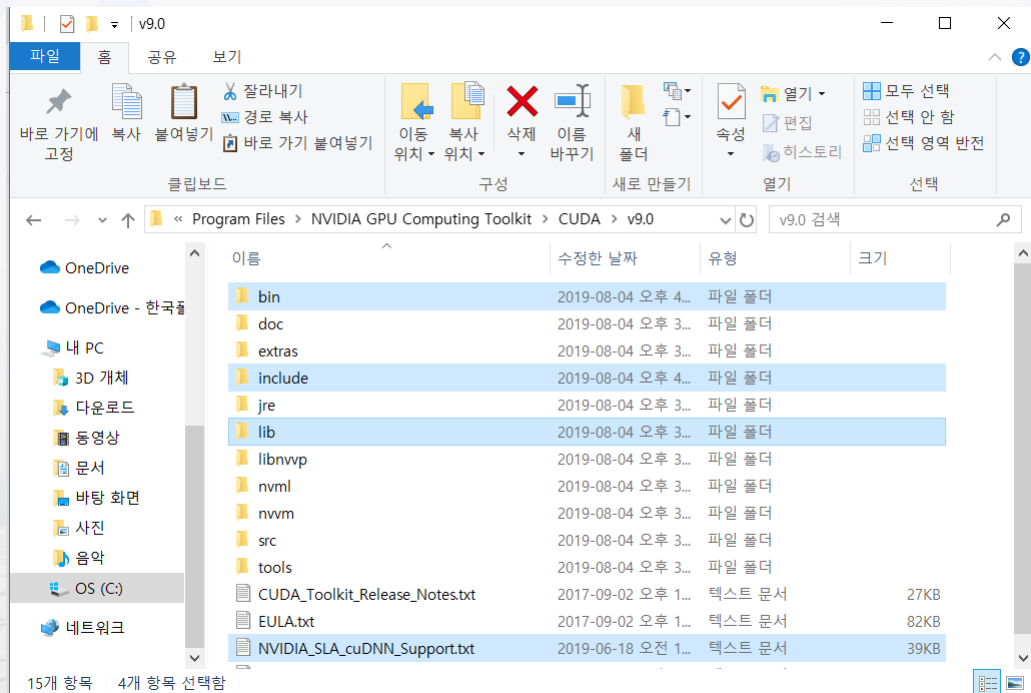 v9.0
파일 홈 공유 보기
바로 가기에 고정
복사
붙여넣기
잘라내기
경로 복사
바로 가기 붙여넣기
클립보드
이동 위치
복사 위치
삭제
이름 바꾸기
구성
새 폴더
새로 만들기
속성
열기
편집
히스토리
열기
모두 선택
선택 안 함
선택 영역 반전
선택
« Program Files > NVIDIA GPU Computing Toolkit > CUDA > v9.0
v9.0 검색
OneDrive
OneDrive - 한국폴
내 PC
3D 개체
다운로드
동영상
문서
바탕 화면
사진
음악
OS (C:)
네트워크
이름 수정한 날짜 유형 크기
bin 2019-08-04 오후 4... 파일 폴더
doc 2019-08-04 오후 3... 파일 폴더
extras 2019-08-04 오후 3... 파일 폴더
include 2019-08-04 오후 4... 파일 폴더
jre 2019-08-04 오후 3... 파일 폴더
lib 2019-08-04 오후 3... 파일 폴더
libnvvp 2019-08-04 오후 3... 파일 폴더
nvml 2019-08-04 오후 3... 파일 폴더
nvvm 2019-08-04 오후 3... 파일 폴더
src 2019-08-04 오후 3... 파일 폴더
tools 2019-08-04 오후 3... 파일 폴더
CUDA_Toolkit_Release_Notes.txt 2017-09-02 오후 1... 텍스트 문서 27KB
EULA.txt 2017-09-02 오후 1... 텍스트 문서 82KB
NVIDIA_SLA_cuDNN_Support.txt 2019-06-18 오전 1... 텍스트 문서 39KB
15개 항목 4개 항목 선택함